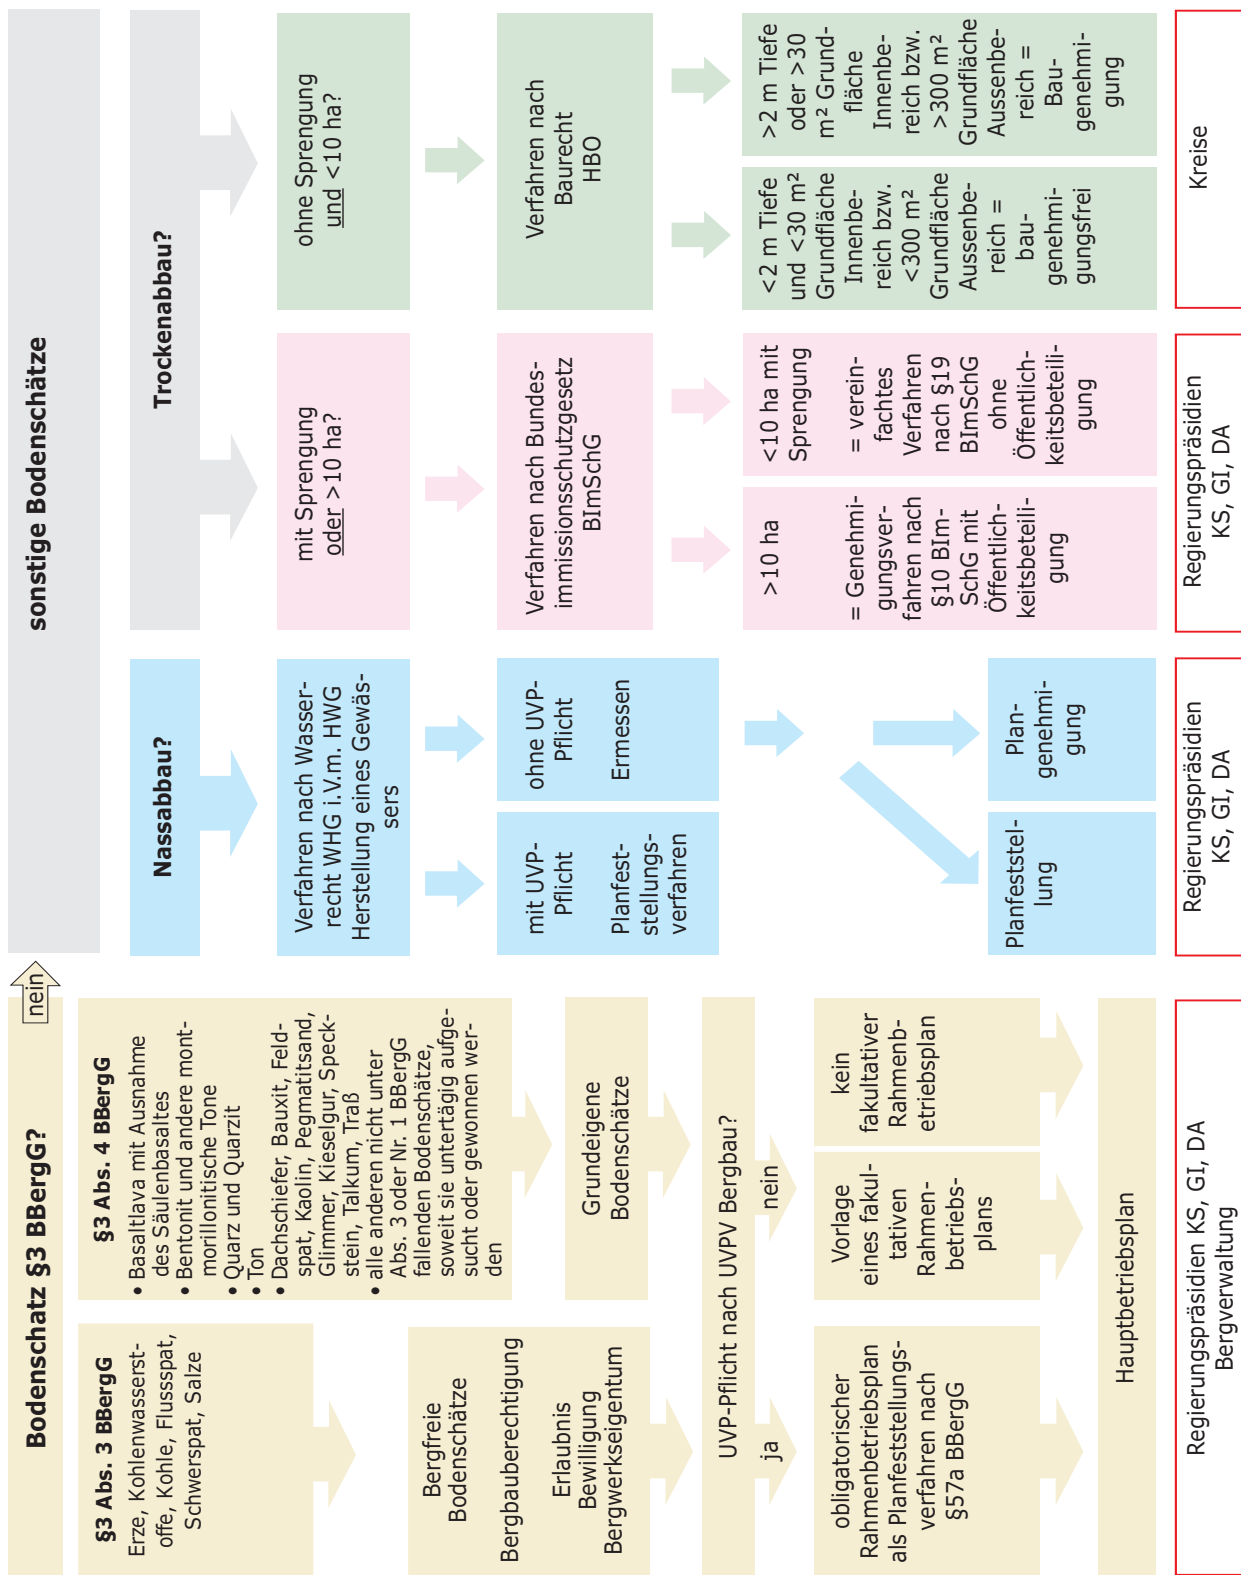 Bodenschatz §3 BBergG?
nein
sonstige Bodenschätze
§3 Abs. 3 BBergG
Erze, Kohlenwasserst-
offe, Kohle, Flussspat,
Schwerspat, Salze
§3 Abs. 4 BBergG
• Basaltlava mit Ausnahme
des Säulenbasaltes
• Bentonit und andere mont-
morillonitische Tone
• Quarz und Quarzit
• Ton
• Dachschiefer, Bauxit, Feld-
spat, Kaolin, Pegmatitsand,
Glimmer, Kieselgur, Speck-
stein, Talkum, Traß
• alle anderen nicht unter
Abs. 3 oder Nr. 1 BBergG
fallenden Bodenschätze,
soweit sie untertägig aufge-
sucht oder gewonnen wer-
den
Bergfreie
Bodenschätze
Bergbauberechtigung
Erlaubnis
Bewilligung
Bergwerkseigentum
Grundeigene
Bodenschätze
UVP-Pflicht nach UVPV Bergbau?
ja
nein
obligatorischer
Rahmenbetriebsplan
als Planfeststellungs-
verfahren nach
§57a BBergG
Vorlage
eines fakul-
tativen
Rahmen-
betriebs-
plans
kein
fakultativer
Rahmenb-
etriebsplan
Hauptbetriebsplan
Regierungspräsidien KS, GI, DA
Bergverwaltung
Nassabbau?
Verfahren nach Wasser-
recht WHG i.V.m. HWG
Herstellung eines Gewäs-
sers
mit UVP-
Pflicht
Planfest-
stellungs-
verfahren
ohne UVP-
Pflicht
Ermessen
Planfeststel-
lung
Plan-
genehmi-
gung
Regierungspräsidien
KS, GI, DA
Trockenabbau?
mit Sprengung
oder >10 ha?
Verfahren nach Bundes-
immissionsschutzgesetz
BImSchG
>10 ha
= Genehmi-
gungsver-
fahren nach
§10 BIm-
SchG mit
Öffentlich-
keitsbeteili-
gung
<10 ha mit
Sprengung
= verein-
fachtes
Verfahren
nach §19
BImSchG
ohne
Öffentlich-
keitsbeteili-
gung
Regierungspräsidien
KS, GI, DA
ohne Sprengung
und <10 ha?
Verfahren nach
Baurecht
HBO
<2 m Tiefe
und <30 m²
Grundfläche
Innenbe-
reich bzw.
<300 m²
Grundfläche
Aussenbe-
reich =
bau-
genehmi-
gungsfrei
>2 m Tiefe
oder >30
m² Grund-
fläche
Innenbe-
reich bzw.
>300 m²
Grundfläche
Aussenbe-
reich =
Bau-
genehmi-
gung
Kreise